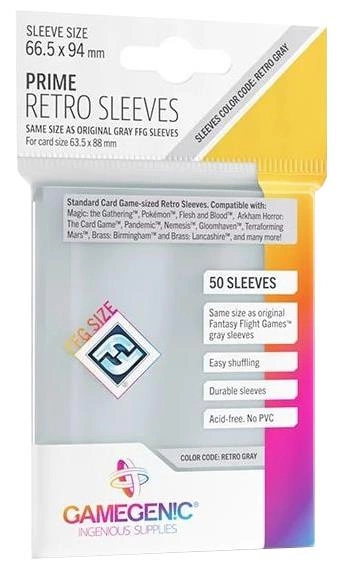 SLEEVE SIZE
66.5 x 94 mm
PRIME
RETRO SLEEVES
SAME SIZE AS ORIGINAL GRAY FFG SLEEVES
For card size 63.5 x 88 mm
SLEEVES COLOR CODE: RETRO GRAY
Standard Card Game-sized Retro Sleeves. Compatible with:
Magic: the Gathering™, Pokémon™, Flesh and Blood™, Arkham Horror:
The Card Game™, Pandemic™, Nemesis™, Gloomhaven™, Terraforming
Mars™, Brass: Birmingham™ and Brass: Lancashire™, and many more!
50 SLEEVES
Same size as original
Fantasy Flight Games™
gray sleeves
Easy shuffling
Durable sleeves
Acid-free. No PVC
FFG SIZE
COLOR CODE: RETRO GRAY
GAMEGEN!C®
INGENIOUS SUPPLIES